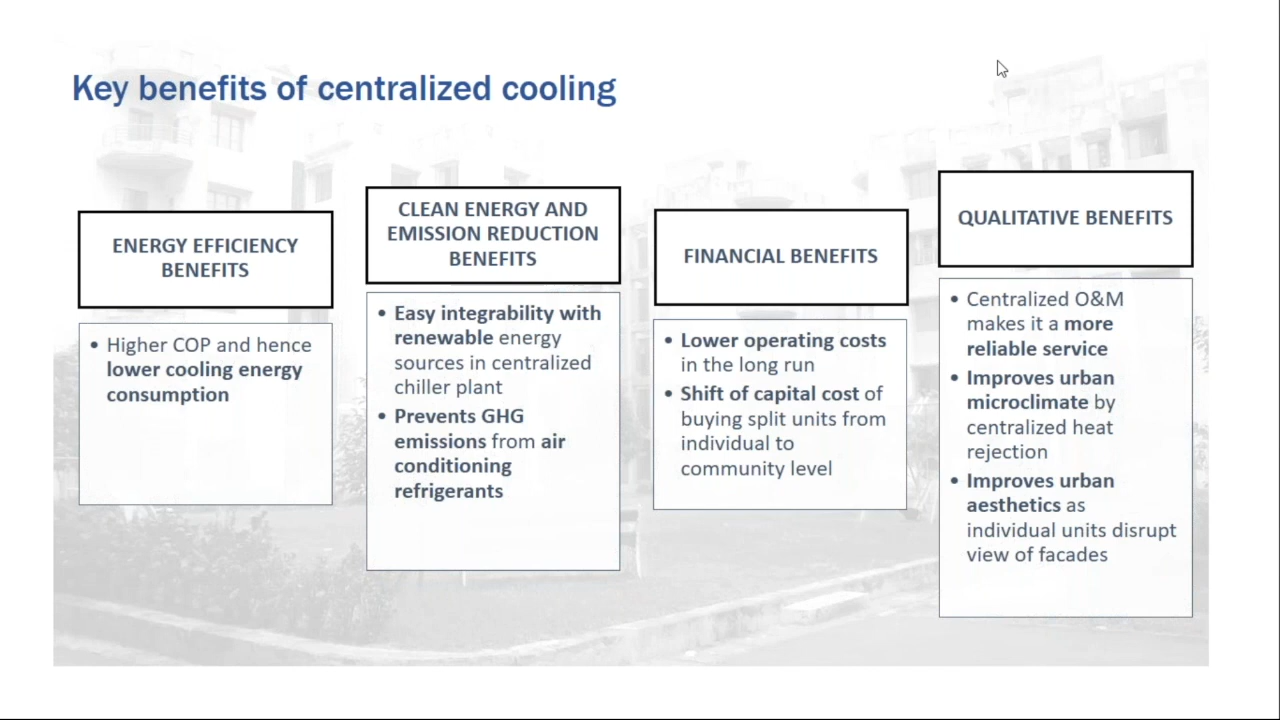 Key benefits of centralized cooling
ENERGY EFFICIENCY
BENEFITS
• Higher COP and hence
lower cooling energy
consumption
CLEAN ENERGY AND
EMISSION REDUCTION
BENEFITS
• Easy integrability with
renewable energy
sources in centralized
chiller plant
• Prevents GHG
emissions from air
conditioning
refrigerants
FINANCIAL BENEFITS
• Lower operating costs
in the long run
• Shift of capital cost of
buying split units from
individual to
community level
QUALITATIVE BENEFITS
• Centralized O&M
makes it a more
reliable service
• Improves urban
microclimate by
centralized heat
rejection
• Improves urban
aesthetics as
individual units disrupt
view of facades